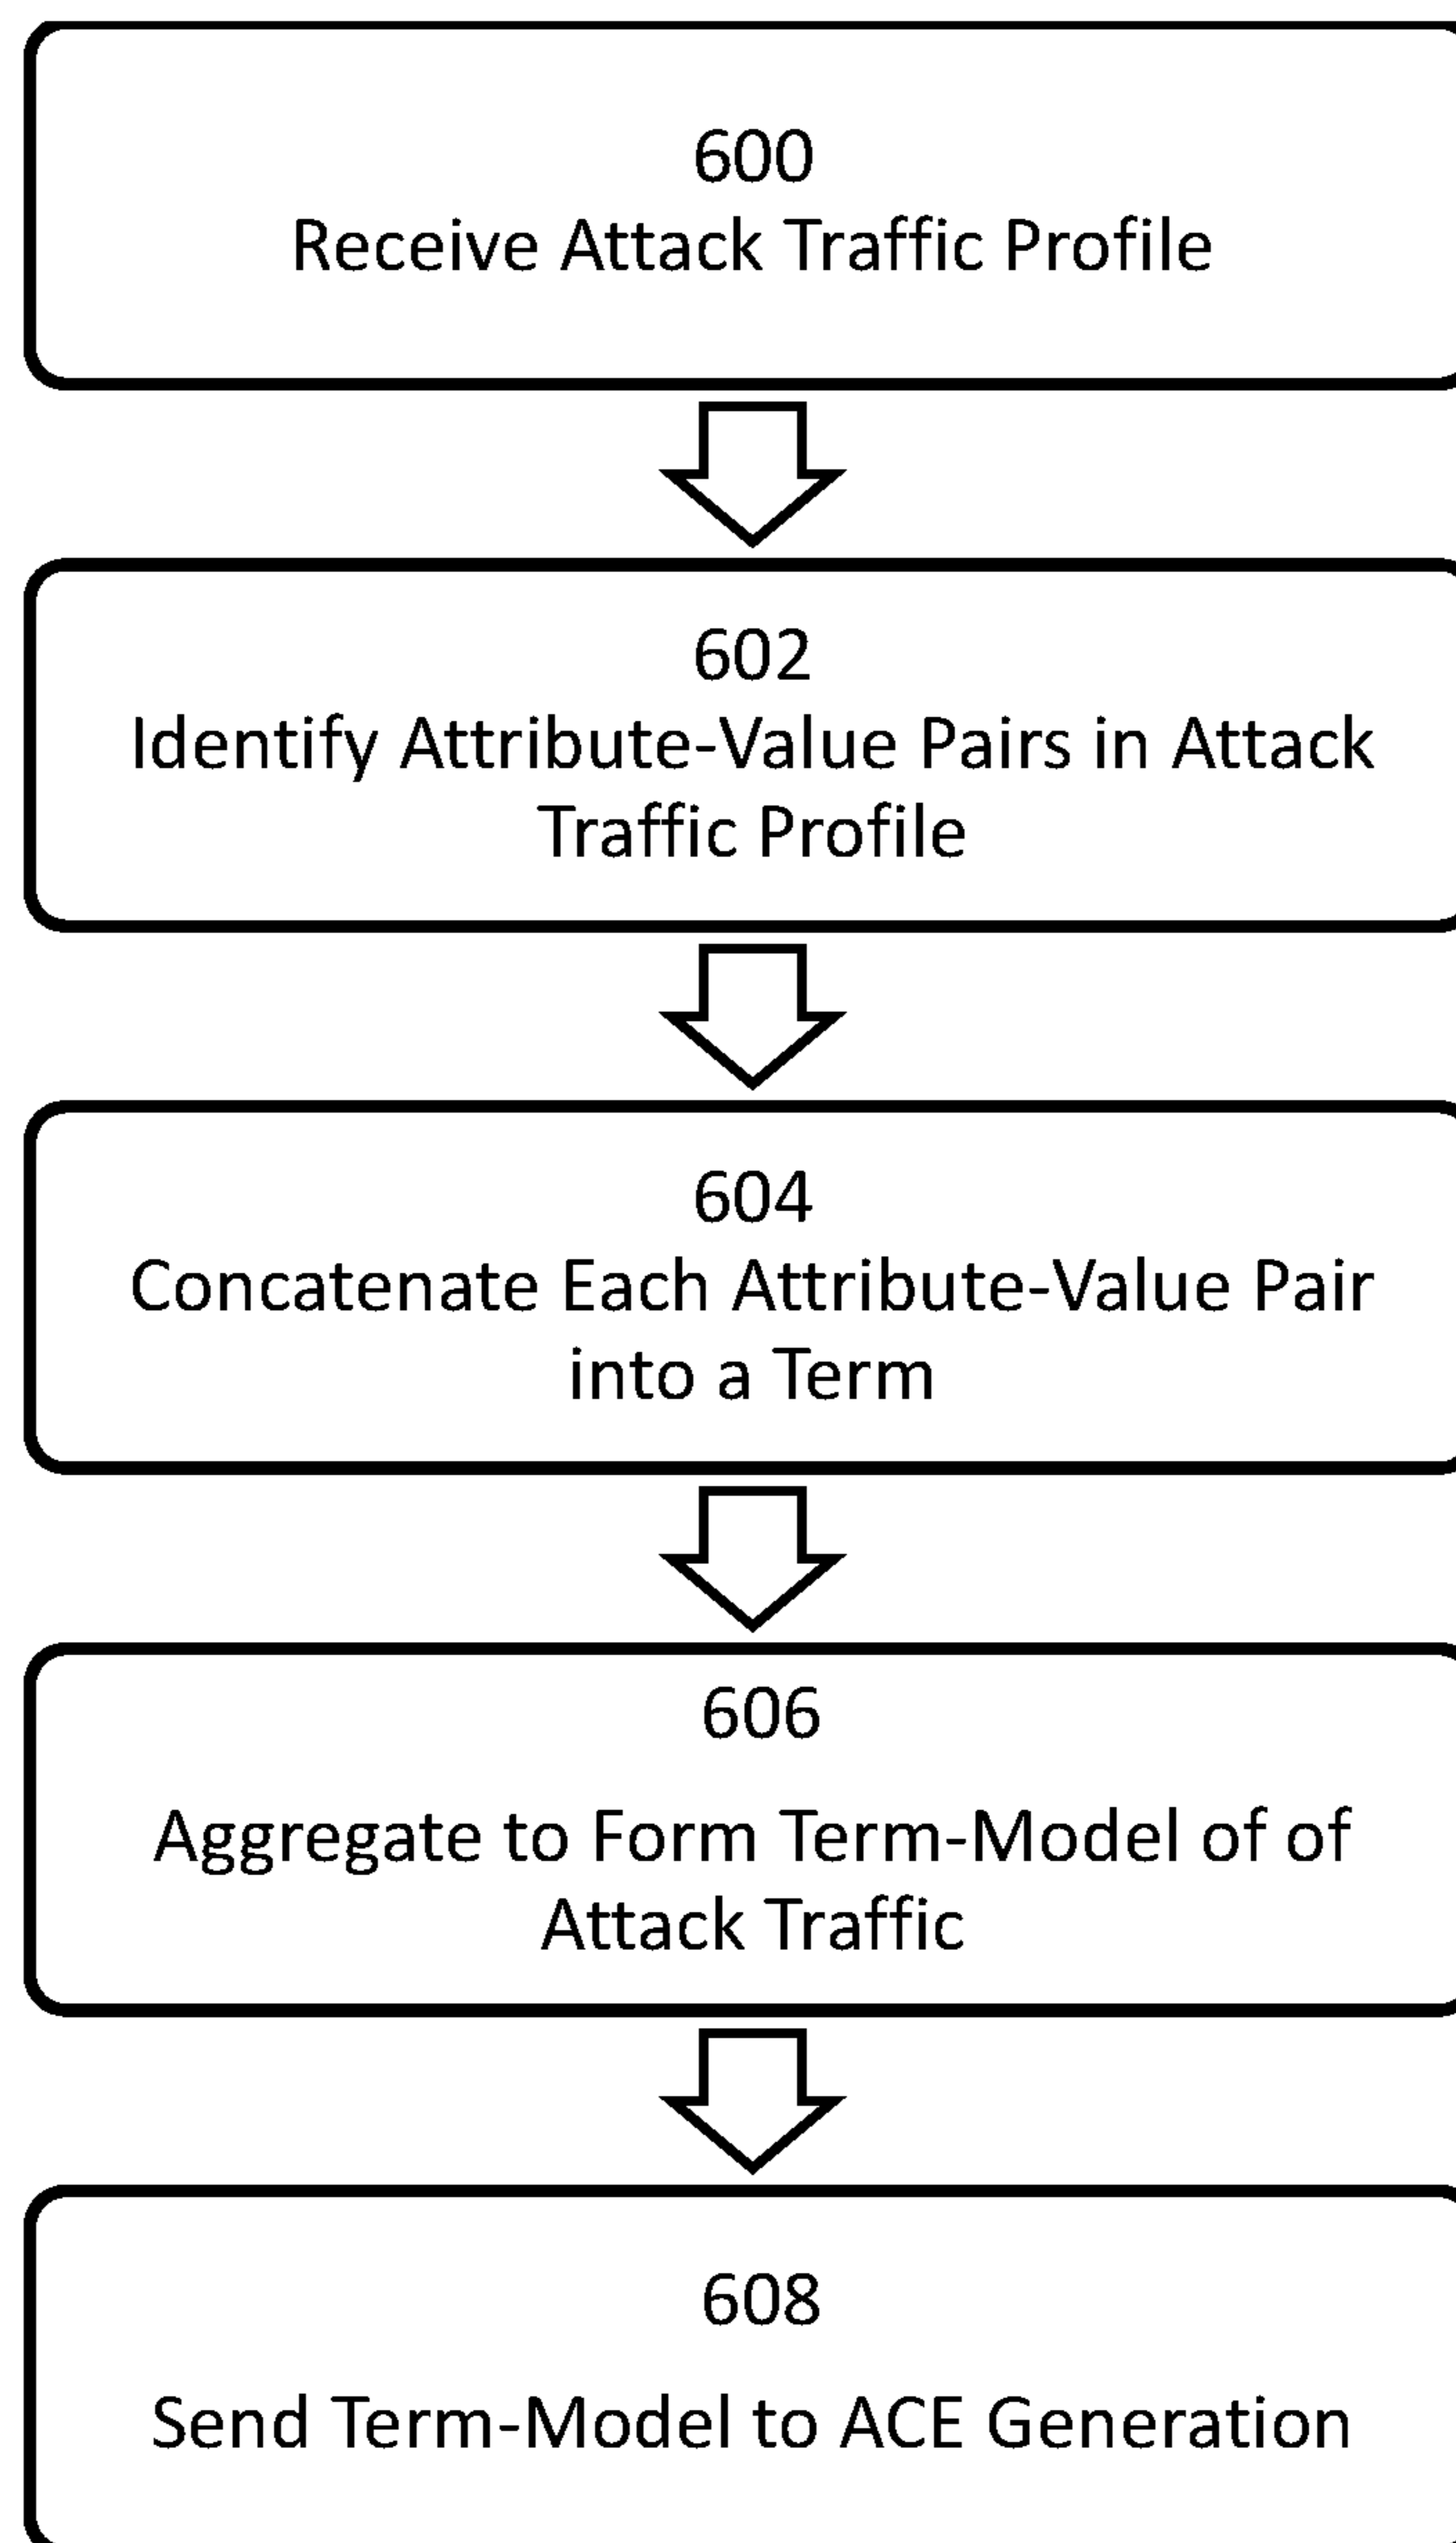 600
Receive Attack Traffic Profile
602
Identify Attribute-Value Pairs in Attack
Traffic Profile
604
Concatenate Each Attribute-Value Pair
into a Term
606
Aggregate to Form Term-Model of of
Attack Traffic
608
Send Term-Model to ACE Generation